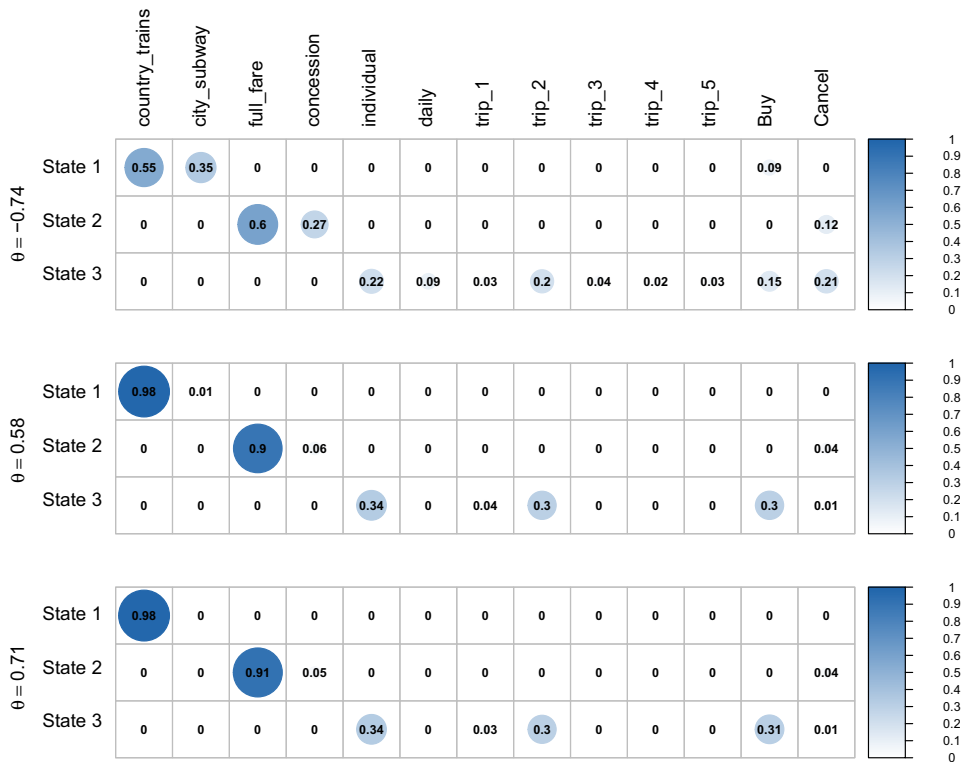 country_trains city_subway full_fare concession individual daily trip_1 trip_2 trip_3 trip_4 trip_5 Buy Cancel
θ = −0.74
State 1 0.55 0.35 0 0 0 0 0 0 0 0 0 0.09 0
State 2 0 0 0.6 0.27 0 0 0 0 0 0 0 0 0.12
State 3 0 0 0 0 0.22 0.09 0.03 0.2 0.04 0.02 0.03 0.15 0.21
1
0.9
0.8
0.7
0.6
0.5
0.4
0.3
0.2
0.1
0
θ = 0.58
State 1 0.98 0.01 0 0 0 0 0 0 0 0 0 0 0
State 2 0 0 0.9 0.06 0 0 0 0 0 0 0 0 0.04
State 3 0 0 0 0 0.34 0 0.04 0.3 0 0 0 0.3 0.01
1
0.9
0.8
0.7
0.6
0.5
0.4
0.3
0.2
0.1
0
θ = 0.71
State 1 0.98 0 0 0 0 0 0 0 0 0 0 0 0
State 2 0 0 0.91 0.05 0 0 0 0 0 0 0 0 0.04
State 3 0 0 0 0 0.34 0 0.03 0.3 0 0 0 0.31 0.01
1
0.9
0.8
0.7
0.6
0.5
0.4
0.3
0.2
0.1
0